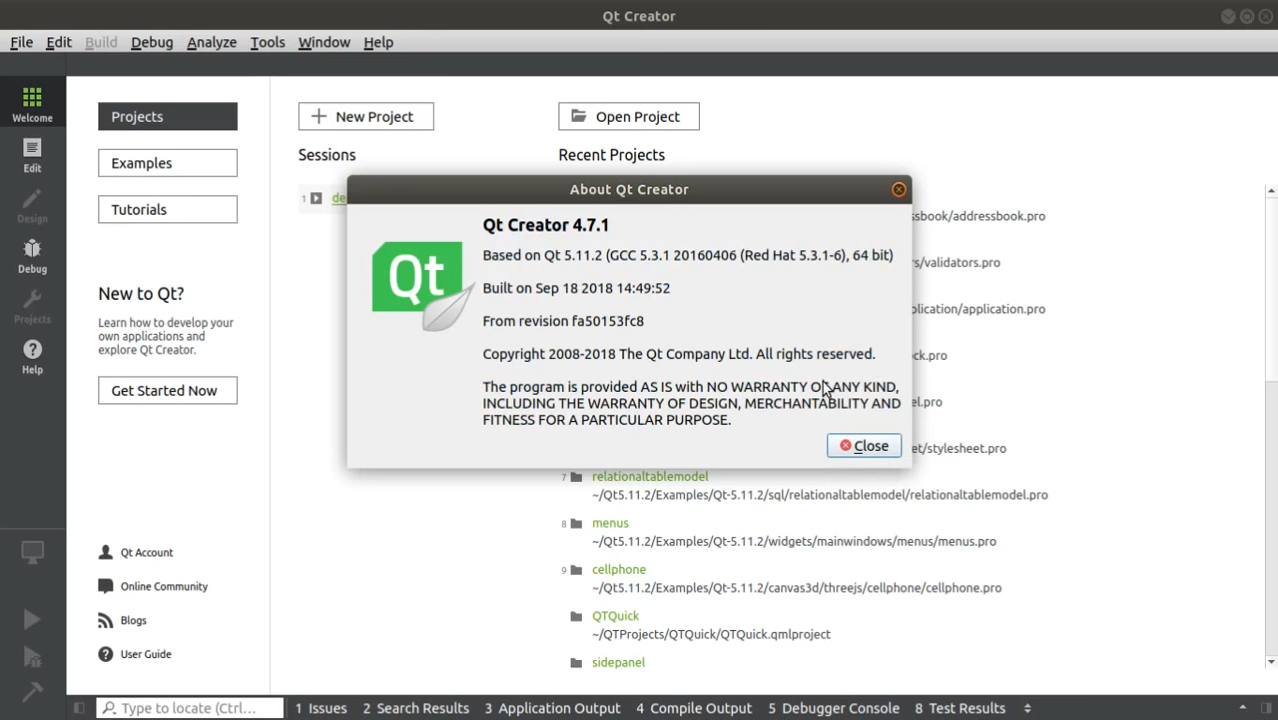 Qt Creator
File Edit Build Debug Analyze Tools Window Help
Welcome
Edit
Design
Debug
Projects
Help
Projects
Examples
Tutorials
New to Qt?
Learn how to develop your
own applications and
explore Qt Creator.
Get Started Now
Qt Account
Online Community
Blogs
User Guide
New Project
Open Project
Sessions
Recent Projects
1 de
About Qt Creator
Qt
Qt Creator 4.7.1
Based on Qt 5.11.2 (GCC 5.3.1 20160406 (Red Hat 5.3.1-6), 64 bit)
Built on Sep 18 2018 14:49:52
From revision fa50153fc8
Copyright 2008-2018 The Qt Company Ltd. All rights reserved.
The program is provided AS IS with NO WARRANTY OF ANY KIND,
INCLUDING THE WARRANTY OF DESIGN, MERCHANTABILITY AND
FITNESS FOR A PARTICULAR PURPOSE.
Close
ssbook/addressbook.pro
s/validators.pro
plication/application.pro
ck.pro
el.pro
et/stylesheet.pro
7 relationaltablemodel
~/Qt5.11.2/Examples/Qt-5.11.2/sql/relationaltablemodel/relationaltablemodel.pro
8 menus
~/Qt5.11.2/Examples/Qt-5.11.2/widgets/mainwindows/menus/menus.pro
9 cellphone
~/Qt5.11.2/Examples/Qt-5.11.2/canvas3d/threejs/cellphone/cellphone.pro
QTQuick
~/QTProjects/QTQuick/QTQuick.qmlproject
sidepanel
Type to locate (Ctrl... 1 Issues 2 Search Results 3 Application Output 4 Compile Output 5 Debugger Console 8 Test Results